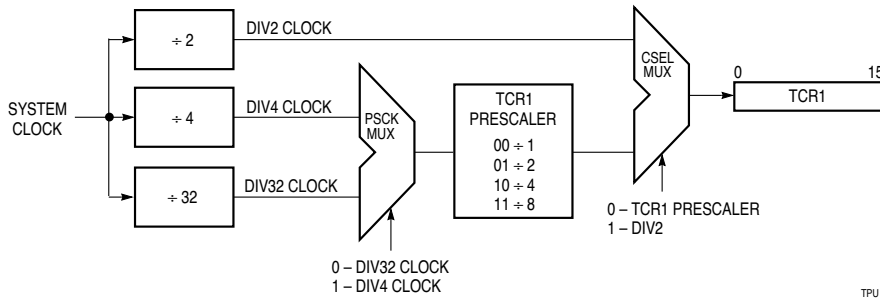 DIV2 CLOCK
÷ 2
CSEL
MUX
0 15
TCR1
SYSTEM
CLOCK
DIV4 CLOCK
÷ 4
PSCK
MUX
TCR1
PRESCALER
00 ÷ 1
01 ÷ 2
10 ÷ 4
11 ÷ 8
DIV32 CLOCK
÷ 32
0 – TCR1 PRESCALER
1 – DIV2
0 – DIV32 CLOCK
1 – DIV4 CLOCK
TPU